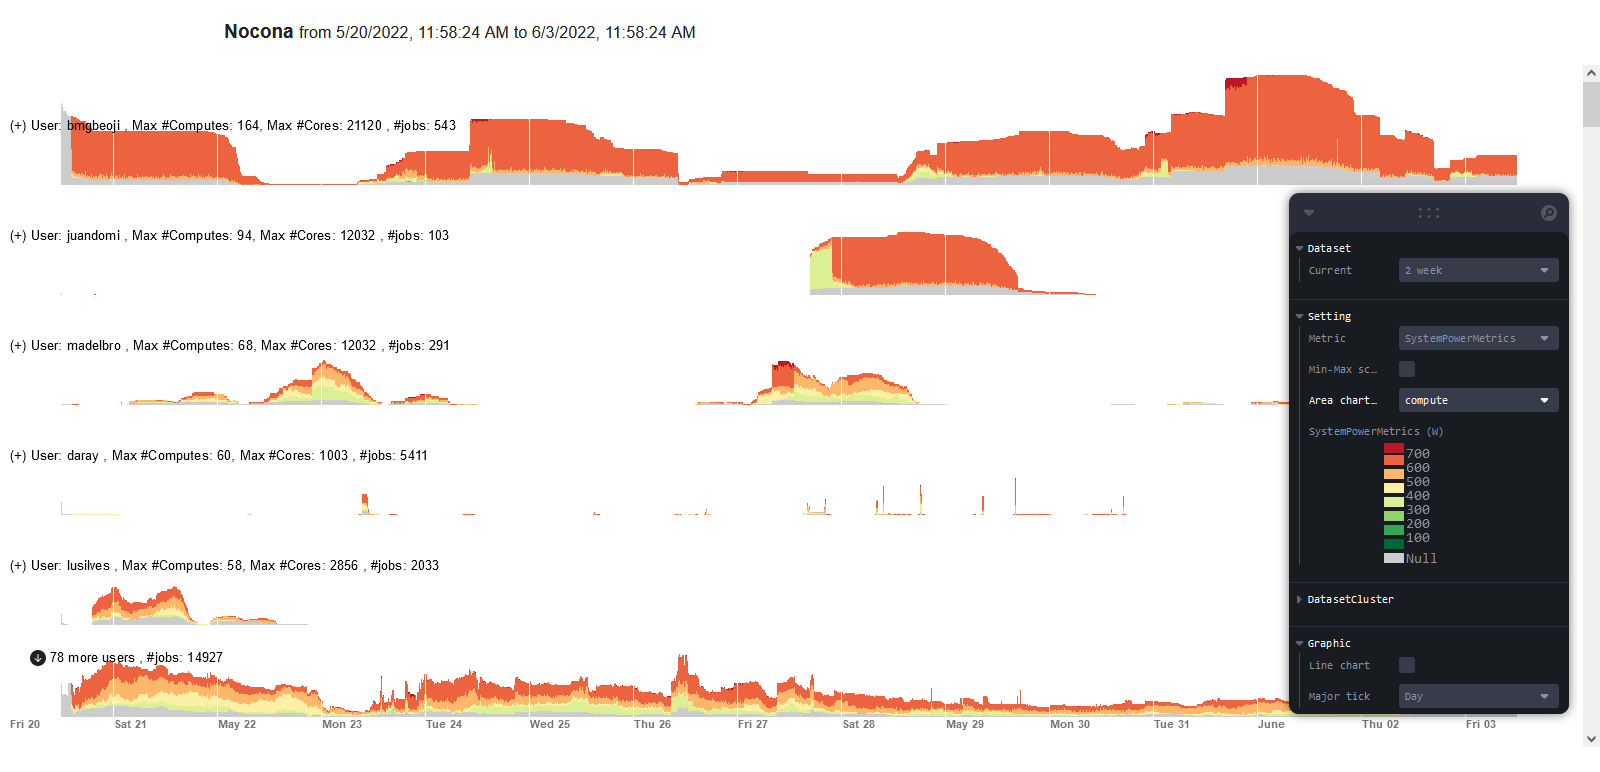 Nocona from 5/20/2022, 11:58:24 AM to 6/3/2022, 11:58:24 AM
(+) User: bmgbeoji , Max #Computes: 164, Max #Cores: 21120 , #jobs: 543
(+) User: juandomi , Max #Computes: 94, Max #Cores: 12032 , #jobs: 103
(+) User: madelbro , Max #Computes: 68, Max #Cores: 12032 , #jobs: 291
(+) User: daray , Max #Computes: 60, Max #Cores: 1003 , #jobs: 5411
(+) User: lusilves , Max #Computes: 58, Max #Cores: 2856 , #jobs: 2033
78 more users , #jobs: 14927
Fri 20 Sat 21 May 22 Mon 23 Tue 24 Wed 25 Thu 26 Fri 27 Sat 28 May 29 Mon 30 Tue 31 June Thu 02 Fri 03
Dataset
Current 2 week
Setting
Metric SystemPowerMetrics
Min-Max sc…
Area chart… compute
SystemPowerMetrics (W)
700
600
500
400
300
200
100
Null
DatasetCluster
Graphic
Line chart
Major tick Day